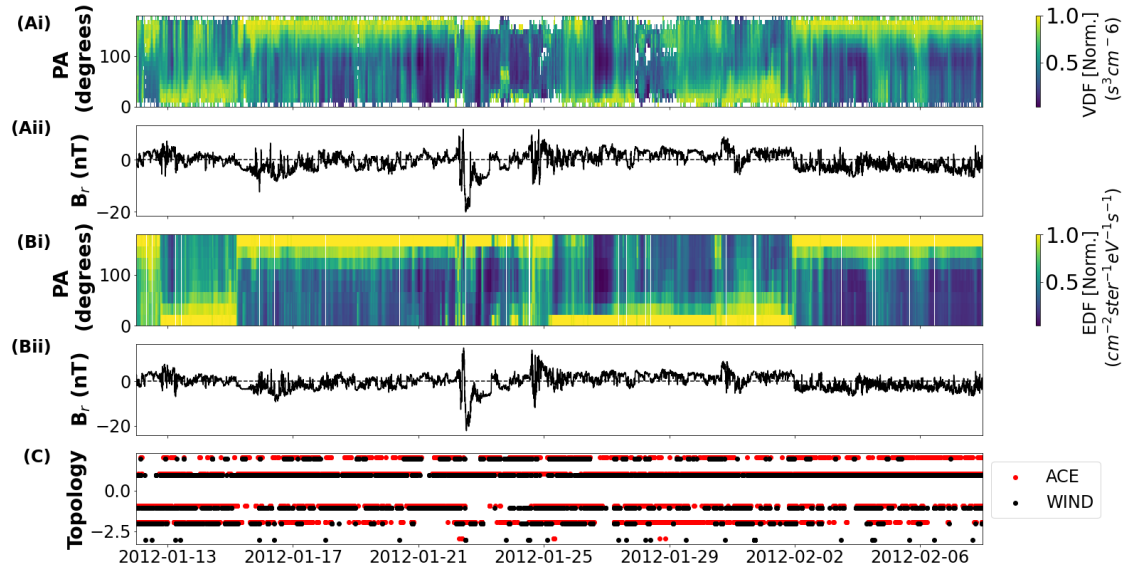 (Ai)
PA
(degrees)
100
0
1.0
0.5
VDF [Norm.]
(s³cm⁻6)
(Aii)
B_r (nT)
0
−20
(Bi)
PA
(degrees)
100
0
1.0
0.5
EDF [Norm.]
(cm⁻²ster⁻¹eV⁻¹s⁻¹)
(Bii)
B_r (nT)
0
−20
(C)
Topology
0.0
−2.5
ACE
WIND
2012-01-13 2012-01-17 2012-01-21 2012-01-25 2012-01-29 2012-02-02 2012-02-06